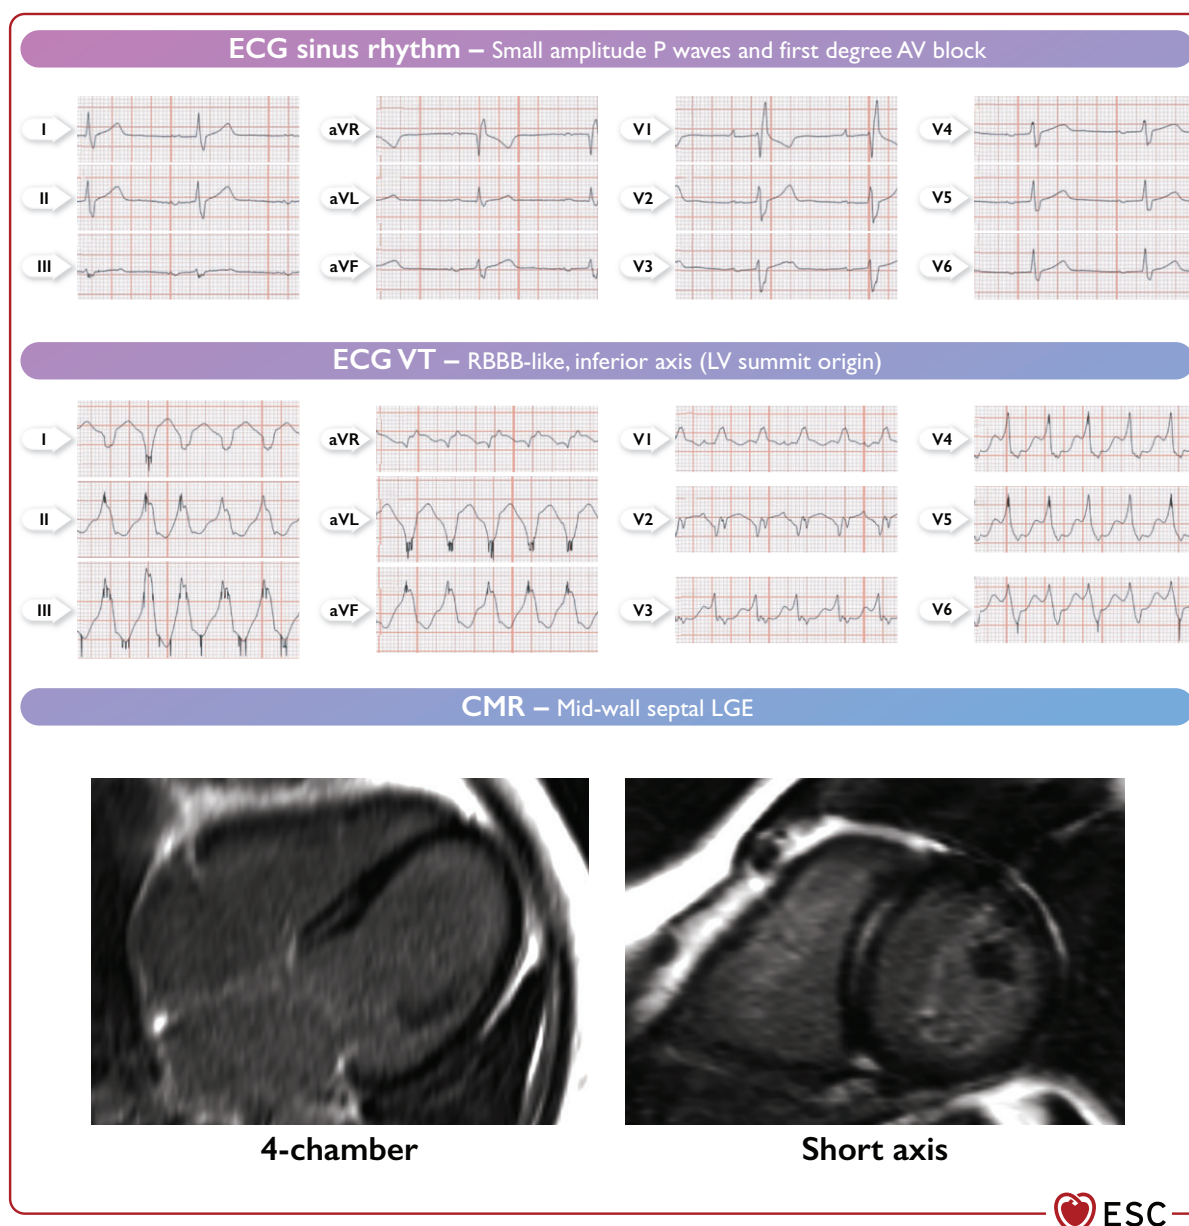 ECG sinus rhythm – Small amplitude P waves and first degree AV block
I
aVR
V1
V4
II
aVL
V2
V5
III
aVF
V3
V6
ECG VT – RBBB-like, inferior axis (LV summit origin)
I
aVR
V1
V4
II
aVL
V2
V5
III
aVF
V3
V6
CMR – Mid-wall septal LGE
4-chamber
Short axis
ESC